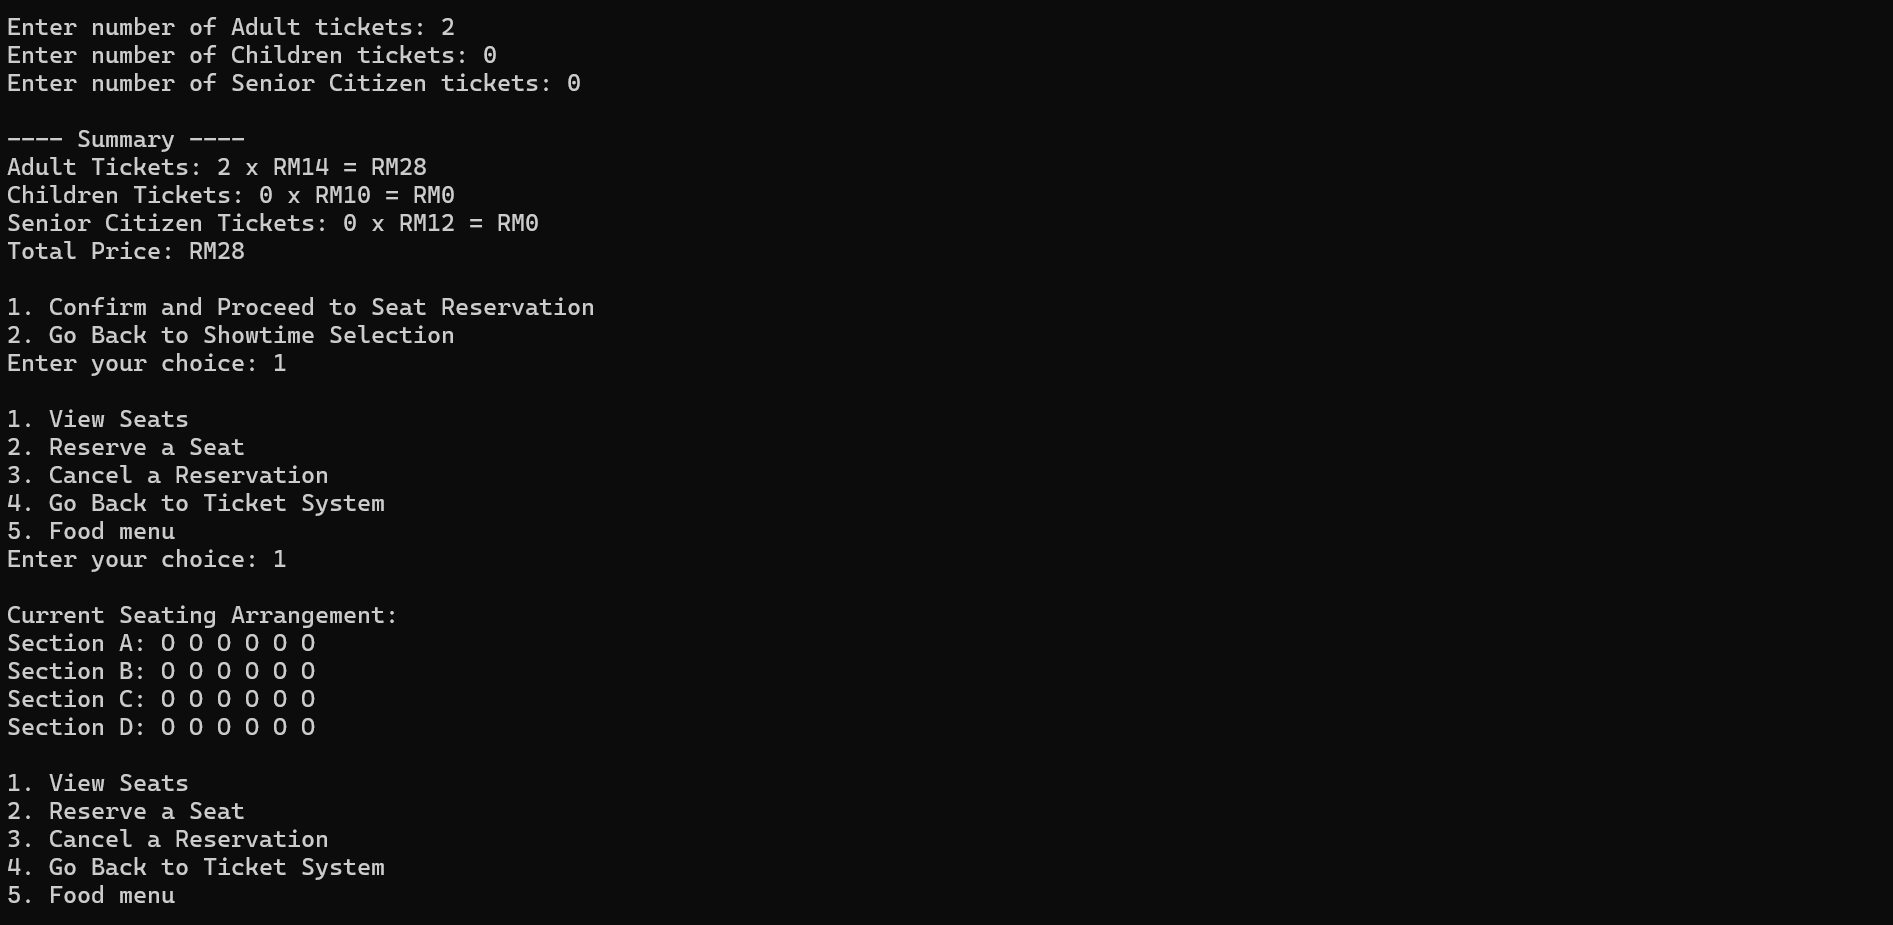 Enter number of Adult tickets: 2
Enter number of Children tickets: 0
Enter number of Senior Citizen tickets: 0
---- Summary ----
Adult Tickets: 2 x RM14 = RM28
Children Tickets: 0 x RM10 = RM0
Senior Citizen Tickets: 0 x RM12 = RM0
Total Price: RM28
1. Confirm and Proceed to Seat Reservation
2. Go Back to Showtime Selection
Enter your choice: 1
1. View Seats
2. Reserve a Seat
3. Cancel a Reservation
4. Go Back to Ticket System
5. Food menu
Enter your choice: 1
Current Seating Arrangement:
Section A: O O O O O O
Section B: O O O O O O
Section C: O O O O O O
Section D: O O O O O O
1. View Seats
2. Reserve a Seat
3. Cancel a Reservation
4. Go Back to Ticket System
5. Food menu